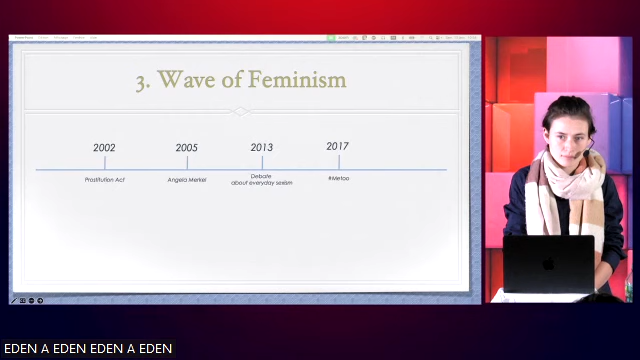 3. Wave of Feminism
2002
2005
2013
2017
Prostitution Act
Angela Merkel
Debate
about everyday sexism
#Metoo
EDEN A EDEN EDEN A EDEN